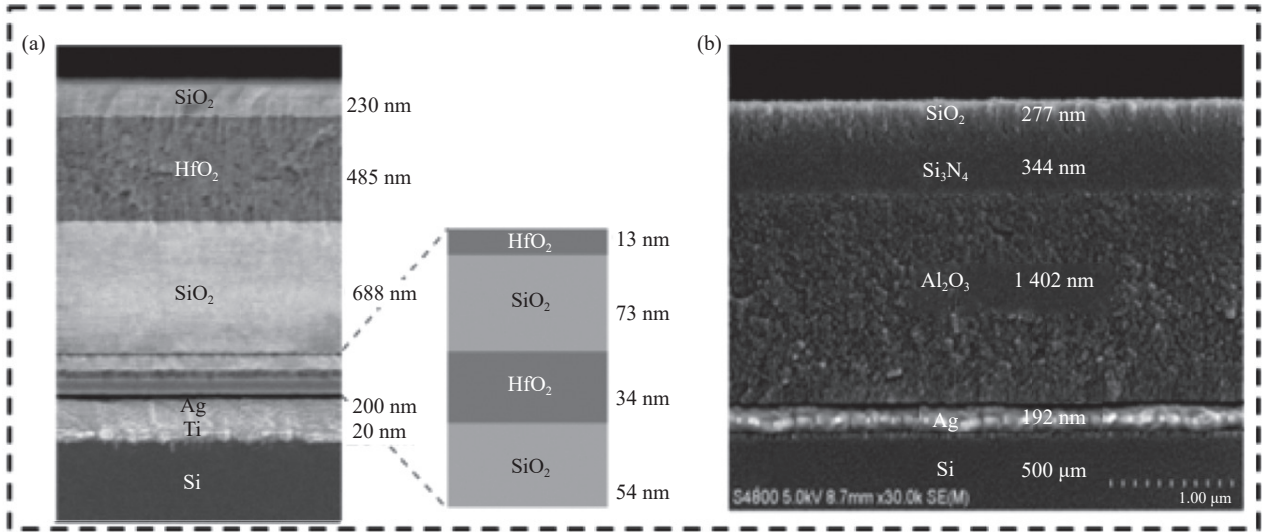 (a)
SiO₂
230 nm
HfO₂
485 nm
SiO₂
688 nm
Ag
200 nm
Ti
20 nm
Si
HfO₂
13 nm
SiO₂
73 nm
HfO₂
34 nm
SiO₂
54 nm
(b)
SiO₂ 277 nm
Si₃N₄ 344 nm
Al₂O₃ 1 402 nm
Ag 192 nm
Si 500 μm
S4800 5.0kV 8.7mm x30.0k SE(M) 1.00 μm